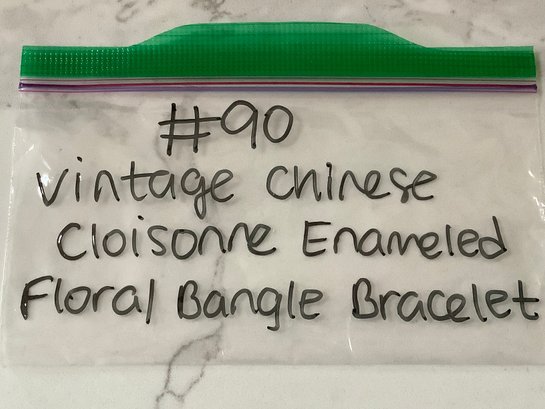 #90
Vintage Chinese
Cloisonne Enameled
Floral Bangle Bracelet